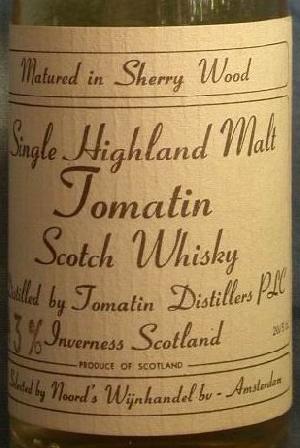 Matured in Sherry Wood
Single Highland Malt
Tomatin
Scotch Whisky
Distilled by Tomatin Distillers PLC
3 % Inverness Scotland
PRODUCE OF SCOTLAND
Selected by Noord's Wijnhandel bv - Amsterdam